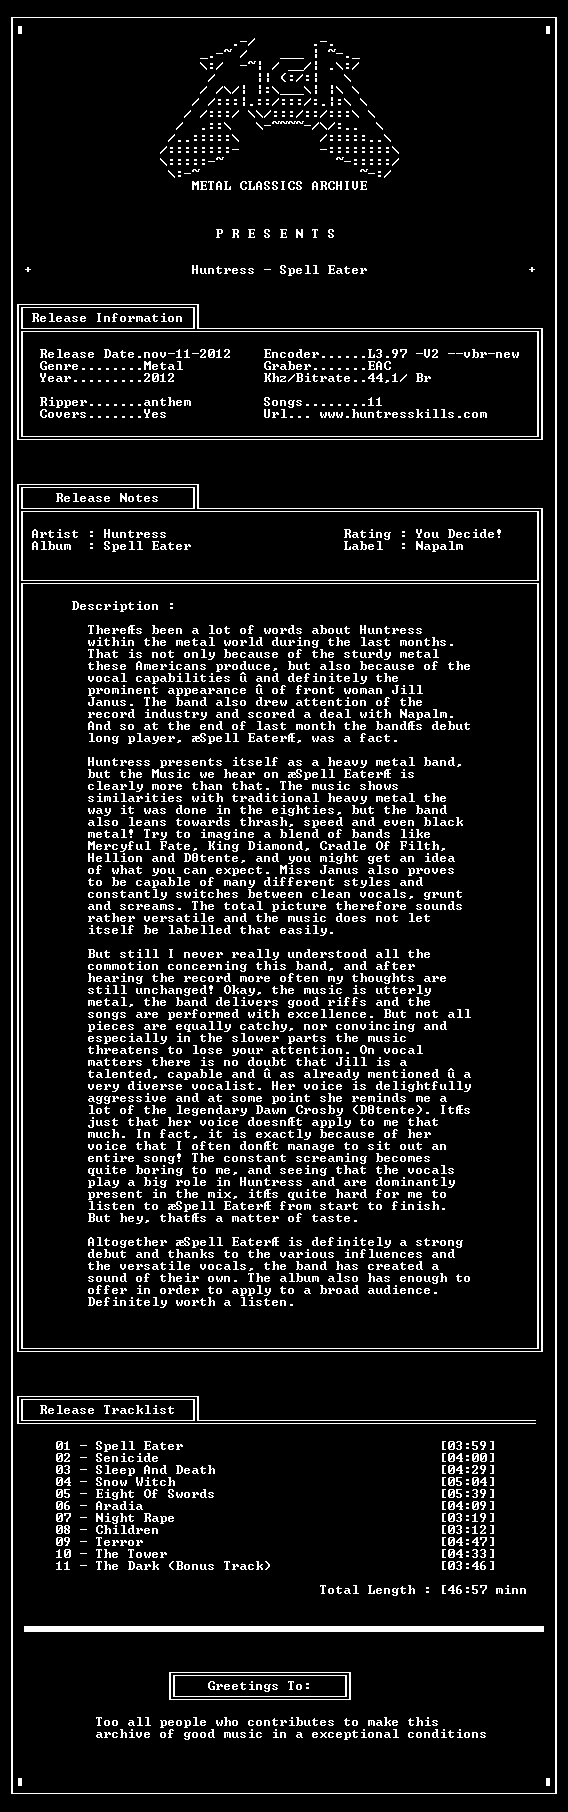 METAL CLASSICS ARCHIVE
P R E S E N T S
+ Huntress - Spell Eater +
Release Information
Release Date.nov-11-2012 Encoder......L3.97 -V2 --vbr-new
Genre........Metal Graber.......EAC
Year.........2012 Khz/Bitrate..44,1/ Br
Ripper.......anthem Songs........11
Covers.......Yes Url... www.huntresskills.com
Release Notes
Artist : Huntress Rating : You Decide!
Album : Spell Eater Label : Napalm
Description :
ThereÆs been a lot of words about Huntress
within the metal world during the last months.
That is not only because of the sturdy metal
these Americans produce, but also because of the
vocal capabilities û and definitely the
prominent appearance û of front woman Jill
Janus. The band also drew attention of the
record industry and scored a deal with Napalm.
And so at the end of last month the bandÆs debut
long player, æSpell EaterÆ, was a fact.
Huntress presents itself as a heavy metal band,
but the Music we hear on æSpell EaterÆ is
clearly more than that. The music shows
similarities with traditional heavy metal the
way it was done in the eighties, but the band
also leans towards thrash, speed and even black
metal! Try to imagine a blend of bands like
Mercyful Fate, King Diamond, Cradle Of Filth,
Hellion and DÚtente, and you might get an idea
of what you can expect. Miss Janus also proves
to be capable of many different styles and
constantly switches between clean vocals, grunt
and screams. The total picture therefore sounds
rather versatile and the music does not let
itself be labelled that easily.
But still I never really understood all the
commotion concerning this band, and after
hearing the record more often my thoughts are
still unchanged! Okay, the music is utterly
metal, the band delivers good riffs and the
songs are performed with excellence. But not all
pieces are equally catchy, nor convincing and
especially in the slower parts the music
threatens to lose your attention. On vocal
matters there is no doubt that Jill is a
talented, capable and û as already mentioned û a
very diverse vocalist. Her voice is delightfully
aggressive and at some point she reminds me a
lot of the legendary Dawn Crosby (DÚtente). ItÆs
just that her voice doesnÆt apply to me that
much. In fact, it is exactly because of her
voice that I often donÆt manage to sit out an
entire song! The constant screaming becomes
quite boring to me, and seeing that the vocals
play a big role in Huntress and are dominantly
present in the mix, itÆs quite hard for me to
listen to æSpell EaterÆ from start to finish.
But hey, thatÆs a matter of taste.
Altogether æSpell EaterÆ is definitely a strong
debut and thanks to the various influences and
the versatile vocals, the band has created a
sound of their own. The album also has enough to
offer in order to apply to a broad audience.
Definitely worth a listen.
Release Tracklist
01 - Spell Eater [03:59]
02 - Senicide [04:00]
03 - Sleep And Death [04:29]
04 - Snow Witch [05:04]
05 - Eight Of Swords [05:39]
06 - Aradia [04:09]
07 - Night Rape [03:19]
08 - Children [03:12]
09 - Terror [04:47]
10 - The Tower [04:33]
11 - The Dark (Bonus Track) [03:46]
Total Length : [46:57 minn
Greetings To:
Too all people who contributes to make this
archive of good music in a exceptional conditions